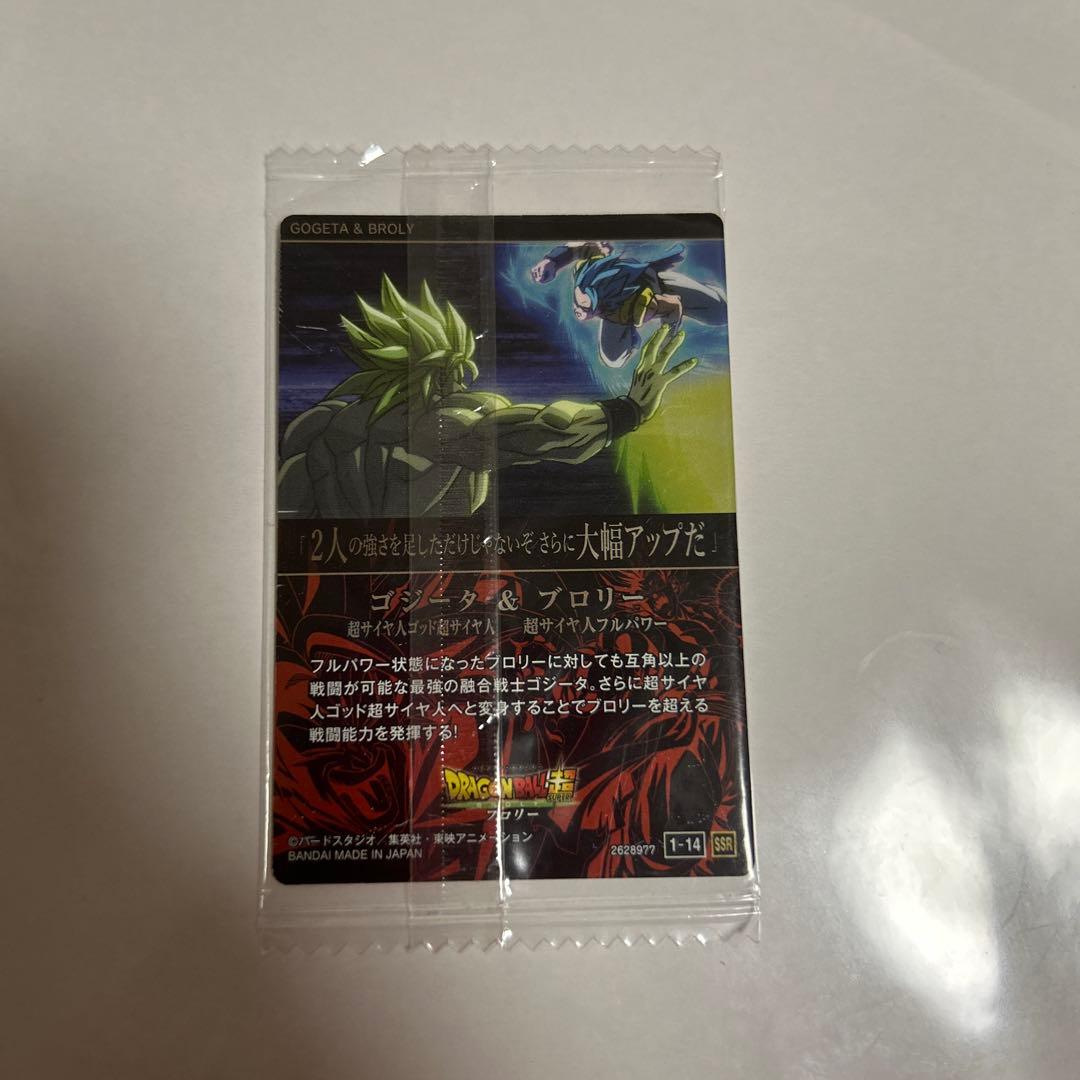 GOGETA & BROLY
「2人の強さを足しただけじゃないぞ さらに大幅アップだ」
ゴジータ & ブロリー
超サイヤ人ゴッド超サイヤ人 超サイヤ人フルパワー
フルパワー状態になったブロリーに対しても互角以上の
戦闘が可能な最強の融合戦士ゴジータ。さらに超サイヤ
人ゴッド超サイヤ人へと変身することでブロリーを超える
戦闘能力を発揮する!
DRAGON BALL超
SUPER
BROLY
ブロリー
©バードスタジオ/集英社・東映アニメーション
BANDAI MADE IN JAPAN
2628977 1-14 SSR